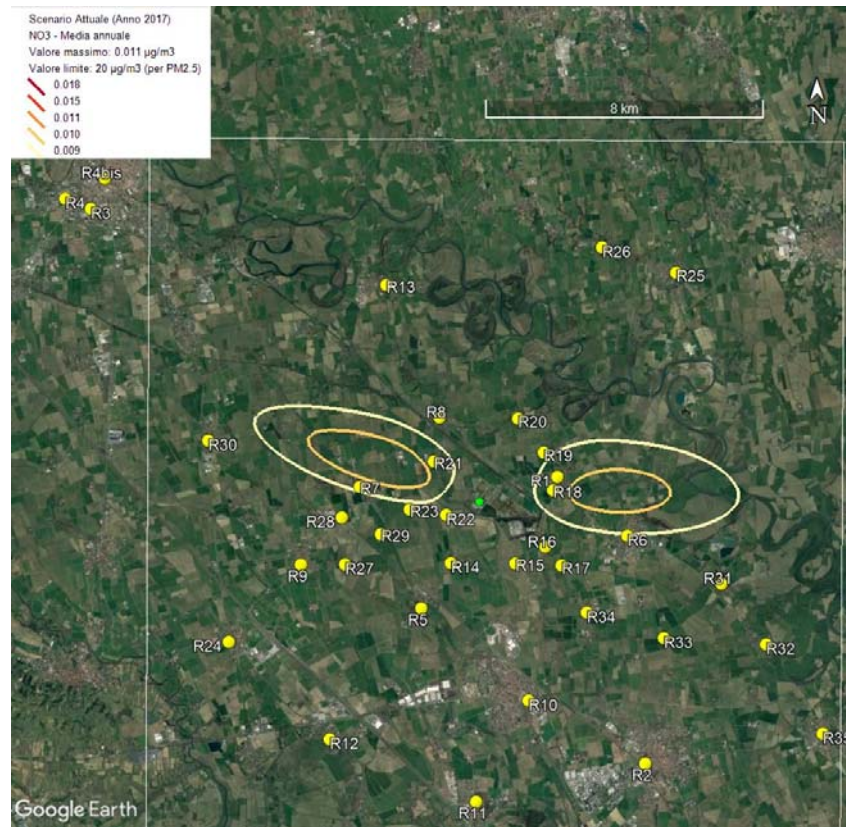 Scenario Attuale (Anno 2017)
NO3 - Media annuale
Valore massimo: 0.011 µg/m3
Valore limite: 20 µg/m3 (per PM2.5)
0.018
0.015
0.011
0.010
0.009
8 km
N
R4bis
R4
R3
R26
R25
R13
R8
R20
R30
R19
R21
R1
R7
R18
R23
R22
R28
R29
R16
R6
R9
R27
R14
R15
R17
R31
R5
R34
R24
R33
R32
R10
R12
R35
R2
R11
Google Earth